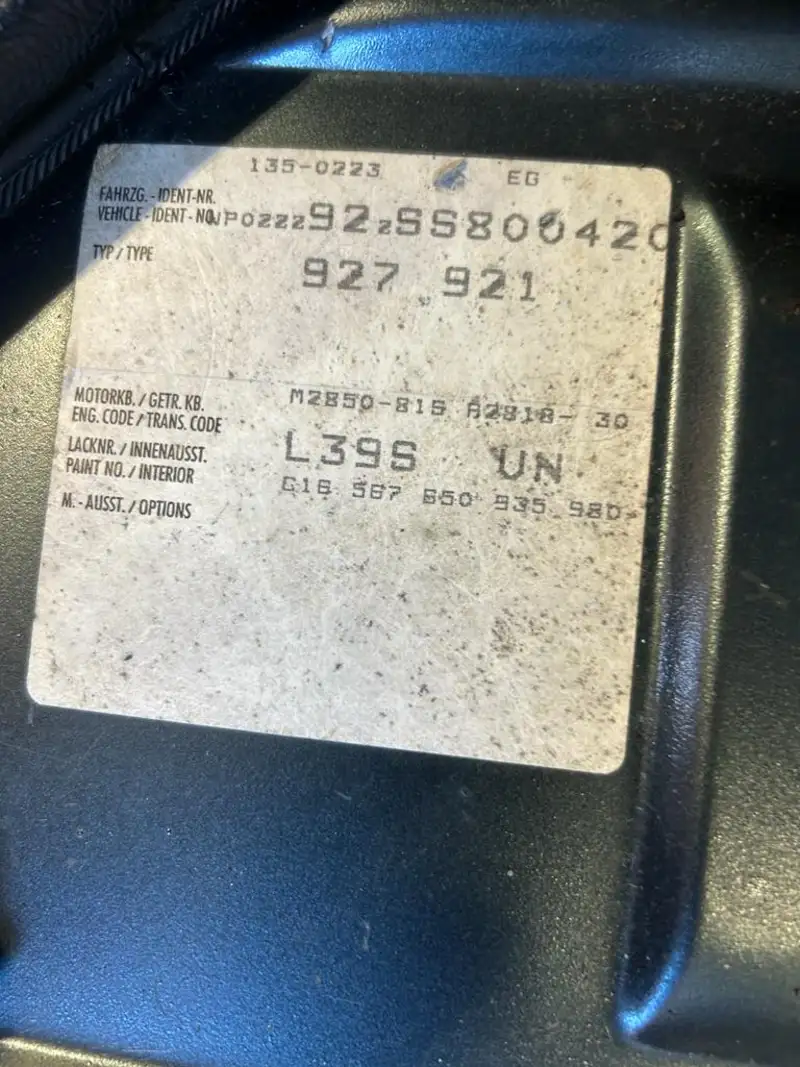 135-0223 EG
FAHRZG. - IDENT-NR.
VEHICLE - IDENT - NO. WP0ZZZ92ZSS800420
TYP / TYPE
927 921
MOTORKB. / GETR. KB.
ENG. CODE / TRANS. CODE
M2850-815 A2818- 30
LACKNR. / INNENAUSST.
PAINT NO. / INTERIOR
L39S UN
M. - AUSST. / OPTIONS
C16 567 650 935 98D